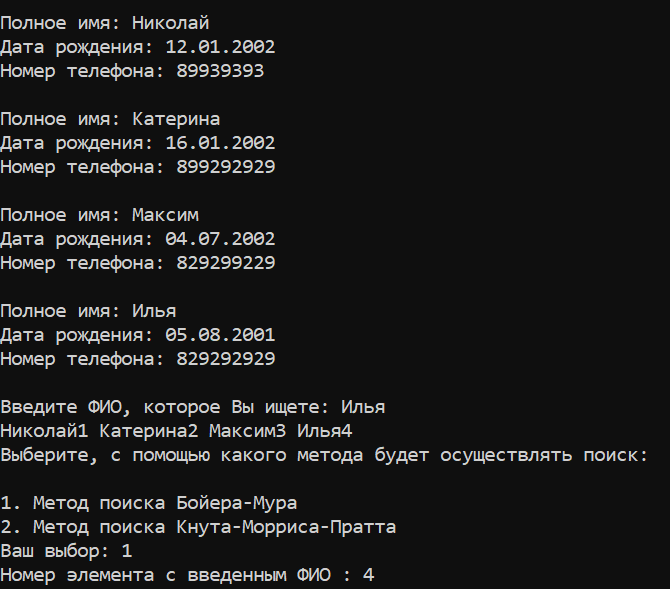 Полное имя: Николай
Дата рождения: 12.01.2002
Номер телефона: 89939393
Полное имя: Катерина
Дата рождения: 16.01.2002
Номер телефона: 899292929
Полное имя: Максим
Дата рождения: 04.07.2002
Номер телефона: 829299229
Полное имя: Илья
Дата рождения: 05.08.2001
Номер телефона: 829292929
Введите ФИО, которое Вы ищете: Илья
Николай1 Катерина2 Максим3 Илья4
Выберите, с помощью какого метода будет осуществлять поиск:
1. Метод поиска Бойера-Мура
2. Метод поиска Кнута-Морриса-Пратта
Ваш выбор: 1
Номер элемента с введенным ФИО : 4